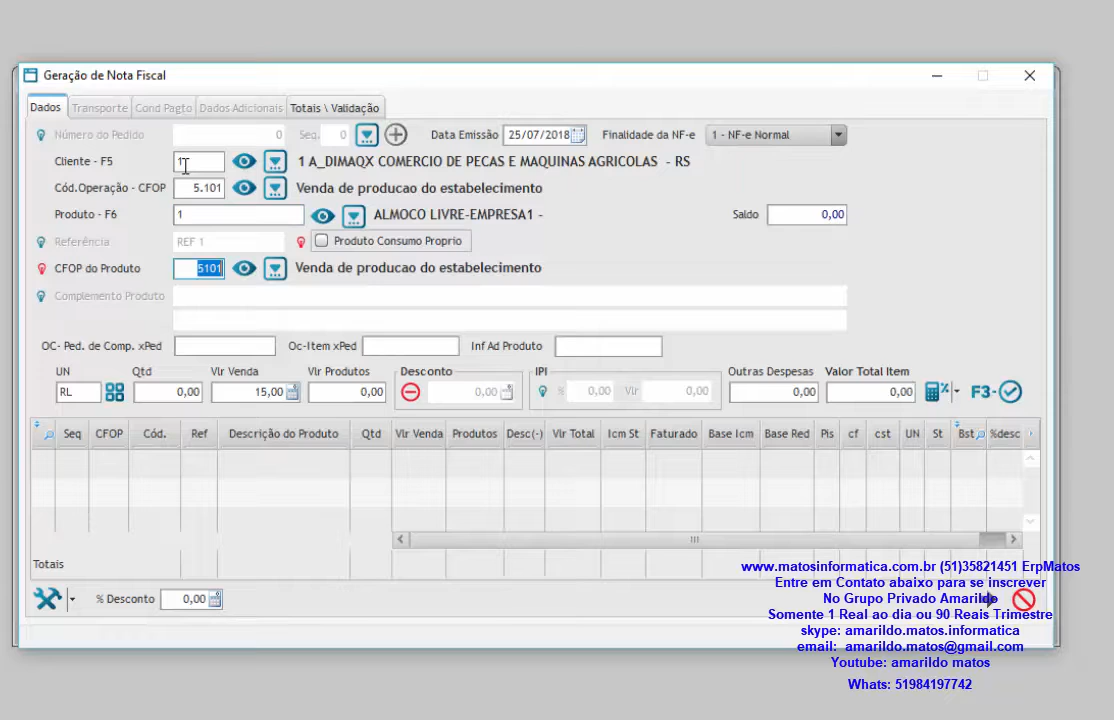 Geração de Nota Fiscal
Dados Transporte Cond Pagto Dados Adicionais Totais \ Validação
Número do Pedido 0 Seq. 0 Data Emissão 25/07/2018 Finalidade da NF-e 1 - NF-e Normal
Cliente - F5 1 1 A_DIMAQX COMERCIO DE PECAS E MAQUINAS AGRICOLAS - RS
Cód.Operação - CFOP 5.101 Venda de producao do estabelecimento
Produto - F6 1 ALMOCO LIVRE-EMPRESA1 - Saldo 0,00
Referência REF 1 Produto Consumo Proprio
CFOP do Produto 5101 Venda de producao do estabelecimento
Complemento Produto
OC- Ped. de Comp. xPed Oc-Item xPed Inf Ad Produto
UN Qtd Vlr Venda Vlr Produtos Desconto IPI Outras Despesas Valor Total Item
RL 0,00 15,00 0,00 0,00 % 0,00 Vlr 0,00 0,00 0,00 % F3-
Seq CFOP Cód. Ref Descrição do Produto Qtd Vlr Venda Produtos Desc(-) Vlr Total Icm St Faturado Base Icm Base Red Pis cf cst UN St Bst %desc
Totais
% Desconto 0,00
www.matosinformatica.com.br (51)35821451 ErpMatos
Entre em Contato abaixo para se inscrever
No Grupo Privado Amarildo
Somente 1 Real ao dia ou 90 Reais Trimestre
skype: amarildo.matos.informatica
email: amarildo.matos@gmail.com
Youtube: amarildo matos
Whats: 51984197742